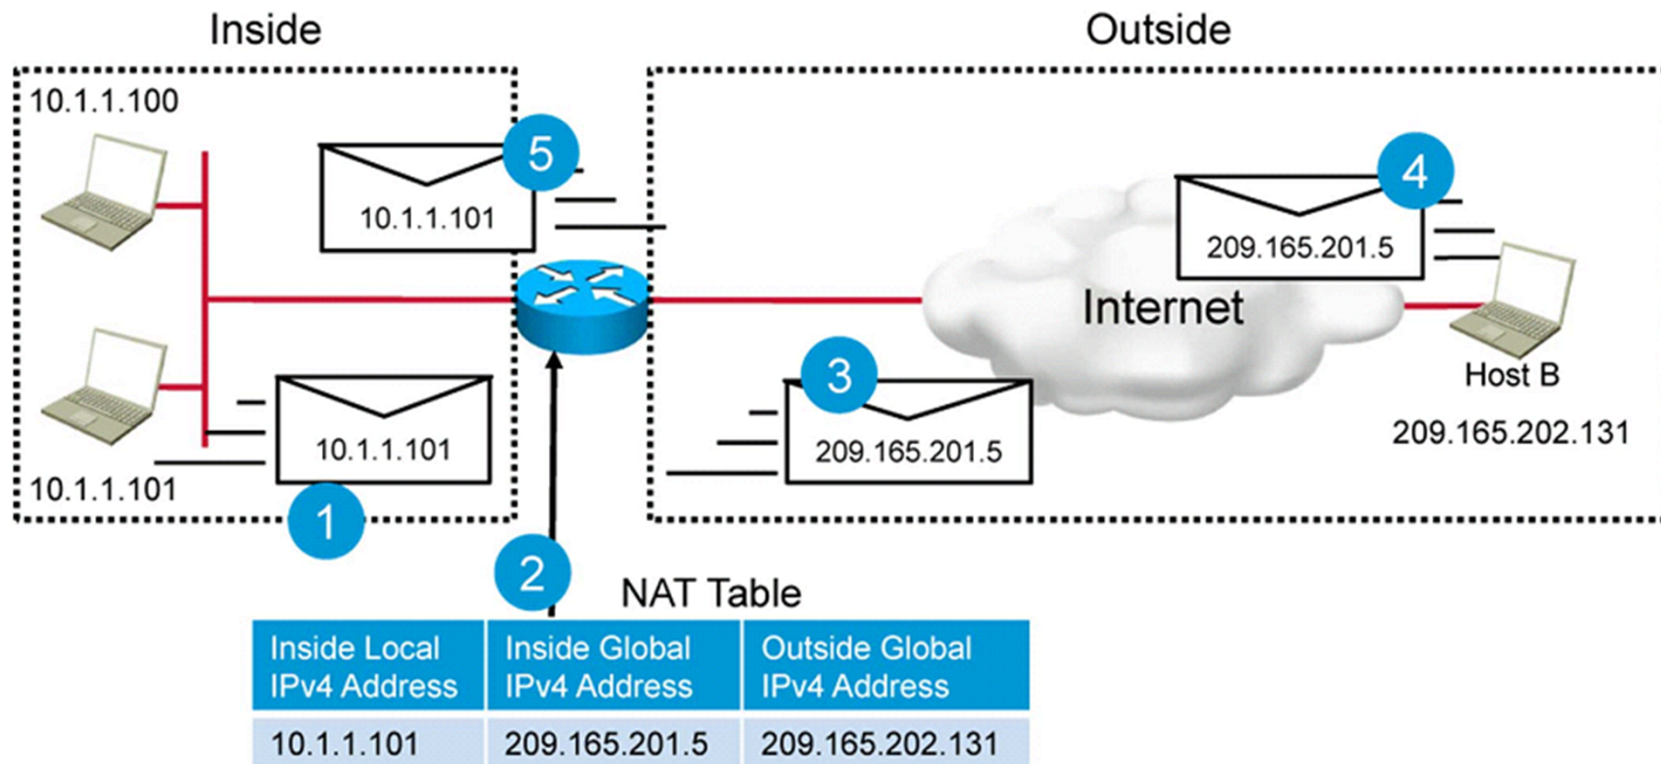 Inside
Outside
10.1.1.100
5
10.1.1.101
4
209.165.201.5
Internet
3
209.165.201.5
Host B
209.165.202.131
10.1.1.101
10.1.1.101
1
2
NAT Table
Inside Local
IPv4 Address
Inside Global
IPv4 Address
Outside Global
IPv4 Address
10.1.1.101
209.165.201.5
209.165.202.131